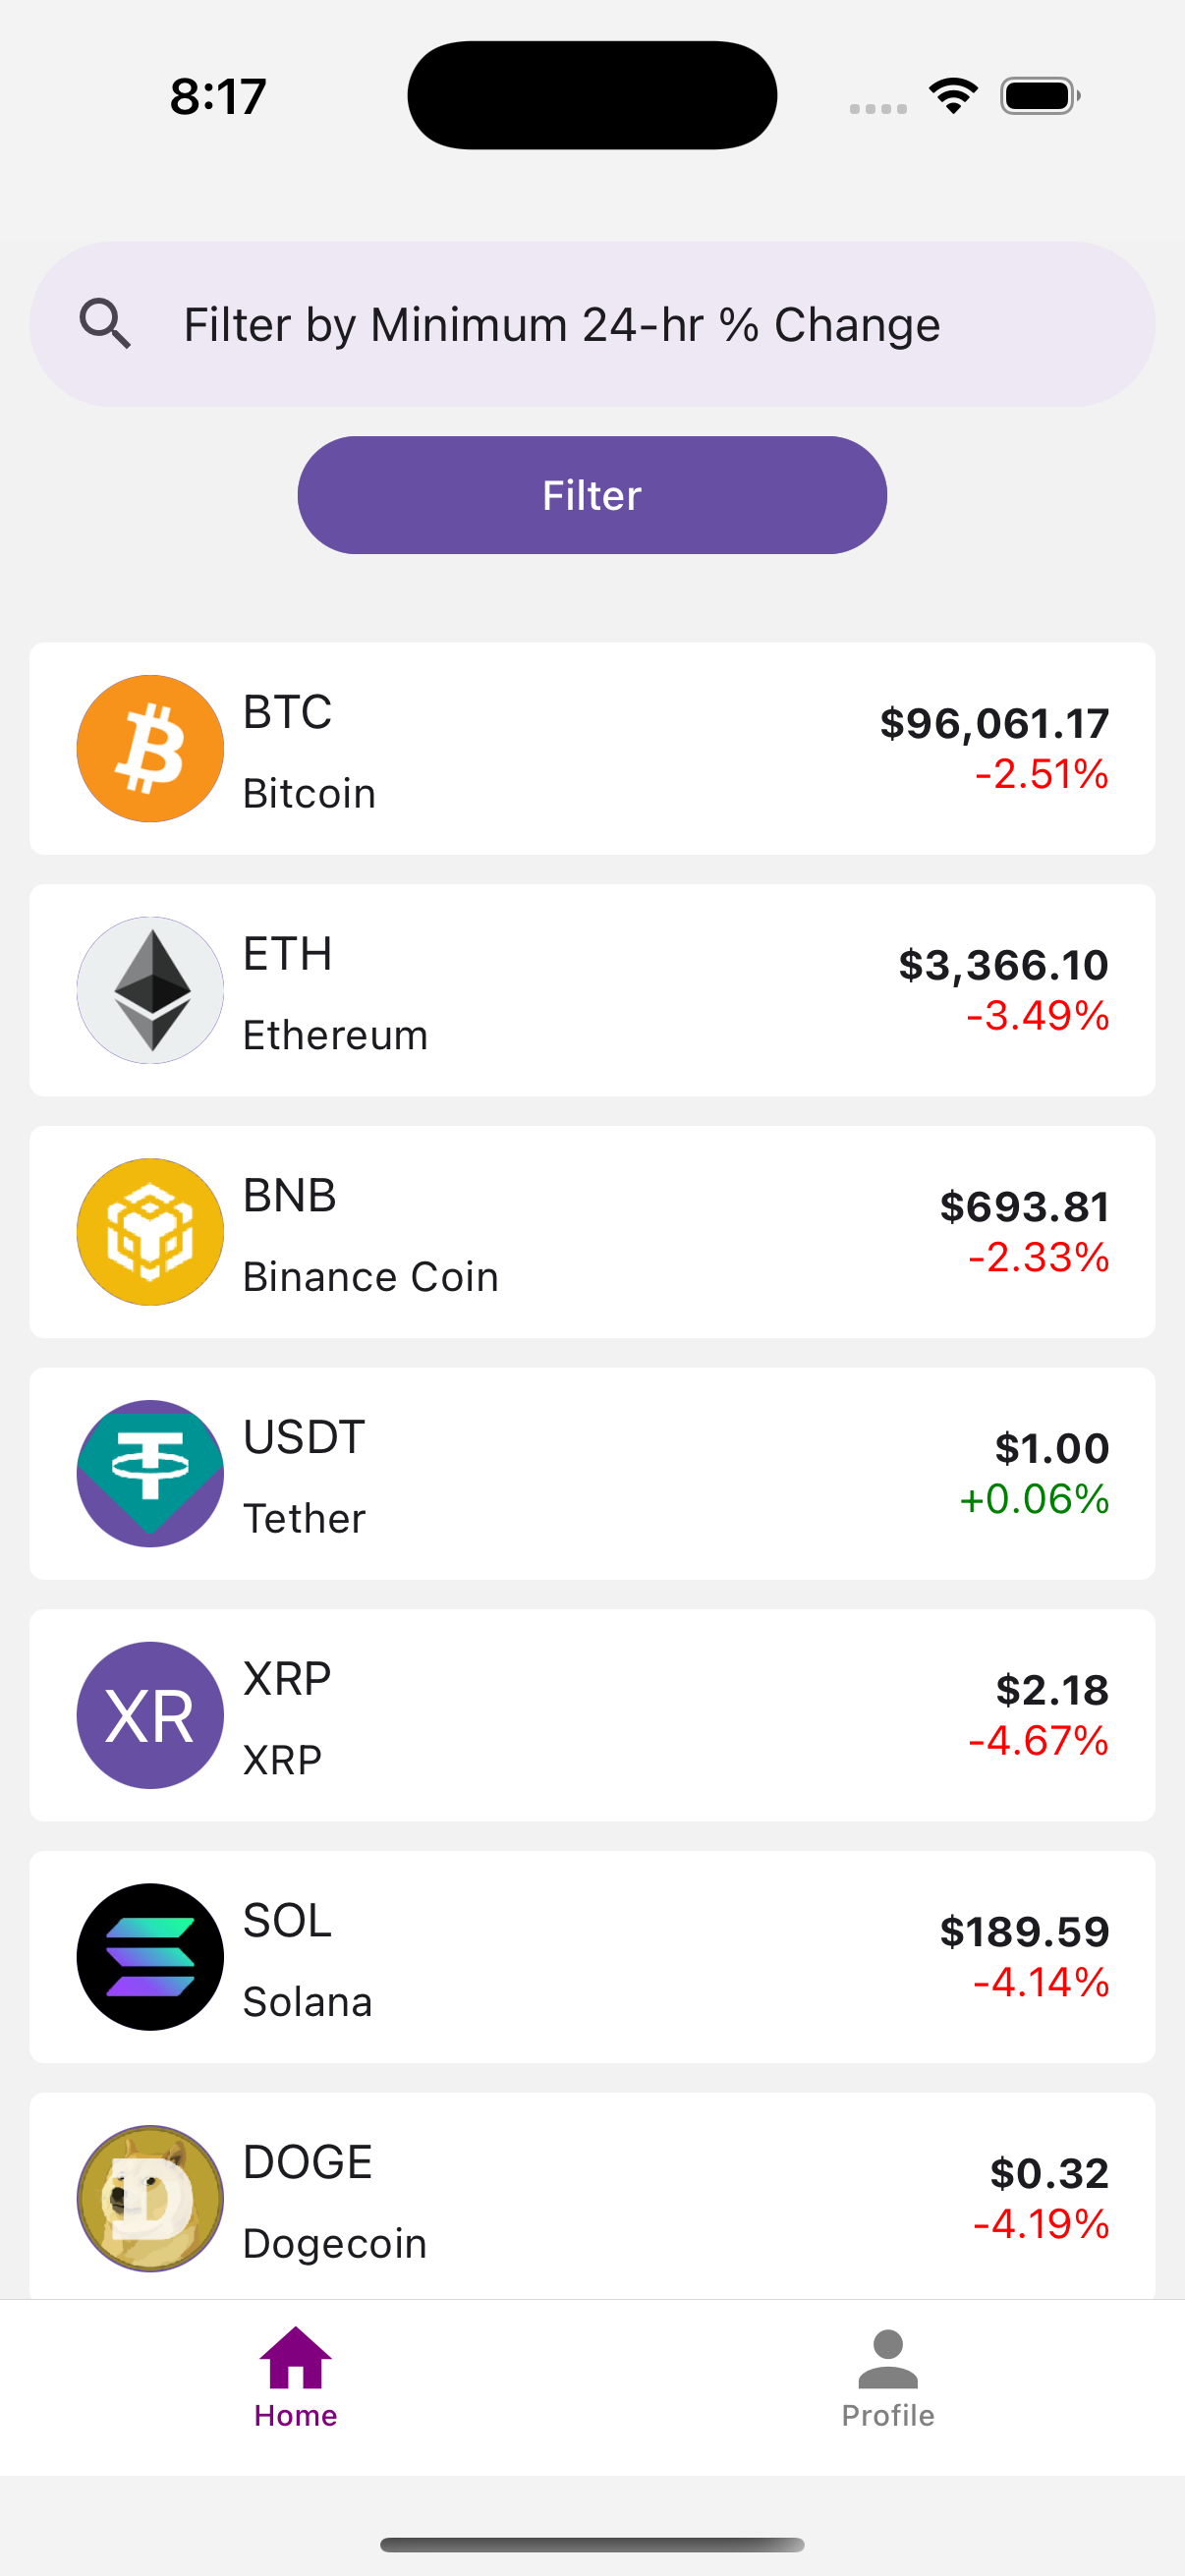 8:17
Filter by Minimum 24-hr % Change
Filter
BTC
$96,061.17
-2.51%
Bitcoin
ETH
$3,366.10
-3.49%
Ethereum
BNB
$693.81
-2.33%
Binance Coin
USDT
$1.00
+0.06%
Tether
XR
XRP
$2.18
-4.67%
XRP
SOL
$189.59
-4.14%
Solana
DOGE
$0.32
-4.19%
Dogecoin
Home
Profile